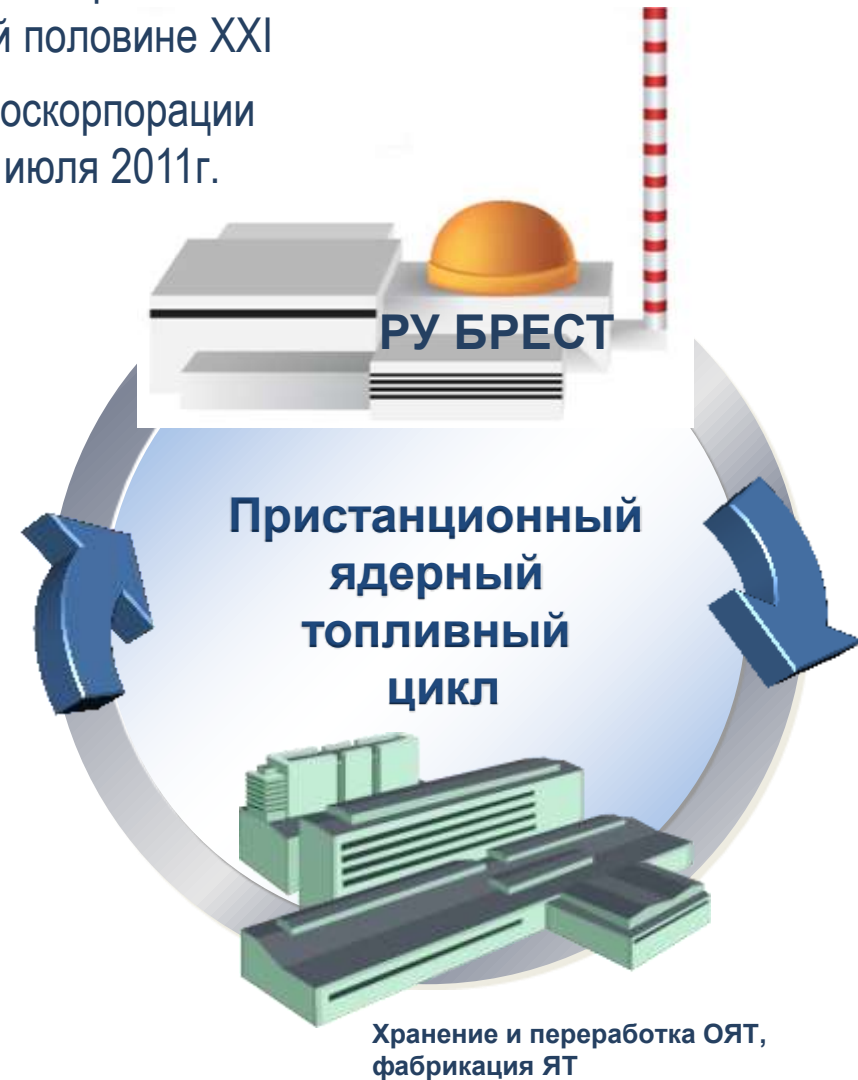 й половине XXI
оскорпорации
июля 2011г.
РУ БРЕСТ
Пристанционный
ядерный
топливный
цикл
Хранение и переработка ОЯТ,
фабрикация ЯТ